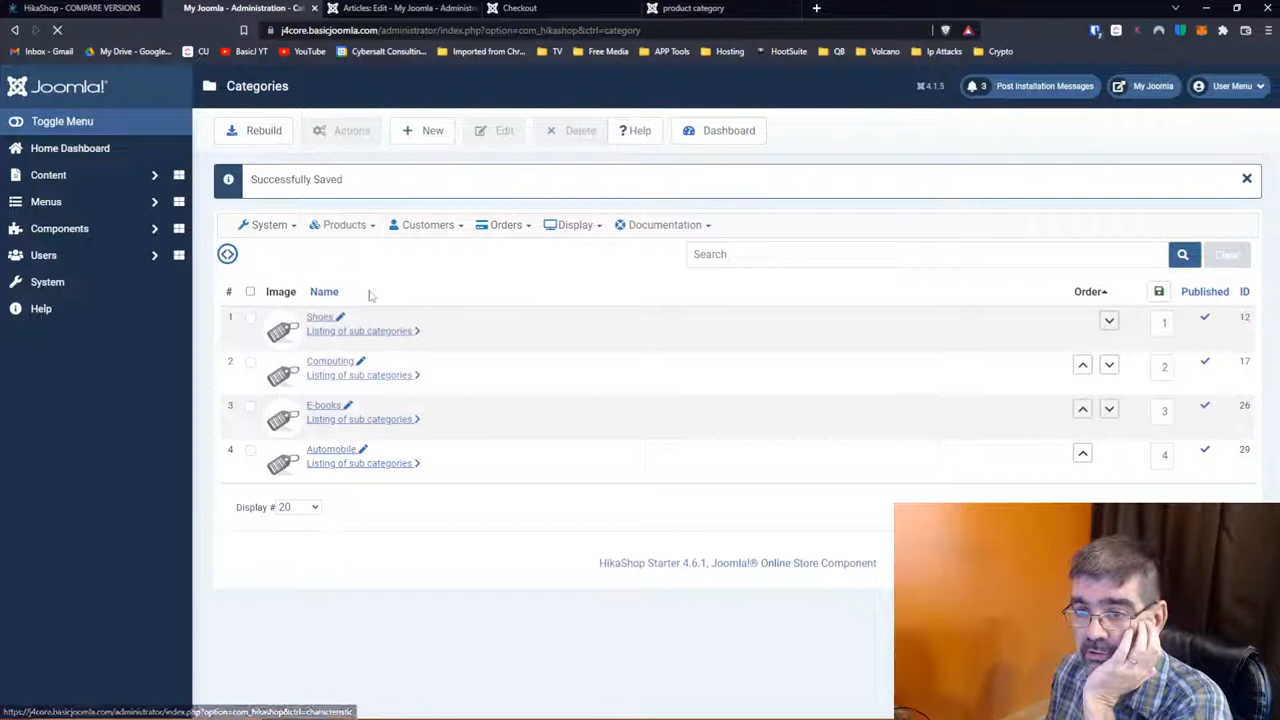 HikaShop - COMPARE VERSIONS
My Joomla - Administration - Ca
Articles: Edit - My Joomla - Administr
Checkout
product category
j4core.basicjoomla.com/administrator/index.php?option=com_hikashop&ctrl=category
Inbox - Gmail
My Drive - Google...
CU
BasicJ YT
YouTube
Cybersalt Consultin...
Imported from Chr...
TV
Free Media
APP Tools
Hosting
HootSuite
QB
Volcano
Ip Attacks
Crypto
Joomla!
Categories
4.1.5
3 Post Installation Messages
My Joomla
User Menu
Toggle Menu
Home Dashboard
Content
Menus
Components
Users
System
Help
Rebuild
Actions
New
Edit
Delete
? Help
Dashboard
Successfully Saved
System
Products
Customers
Orders
Display
Documentation
Search
Clear
# Image Name Order Published ID
1 Shoes 1 12
Listing of sub categories
2 Computing 2 17
Listing of sub categories
3 E-books 3 26
Listing of sub categories
4 Automobile 4 29
Listing of sub categories
Display # 20
HikaShop Starter 4.6.1, Joomla!® Online Store Component
https://j4core.basicjoomla.com/administrator/index.php?option=com_hikashop&ctrl=characteristic